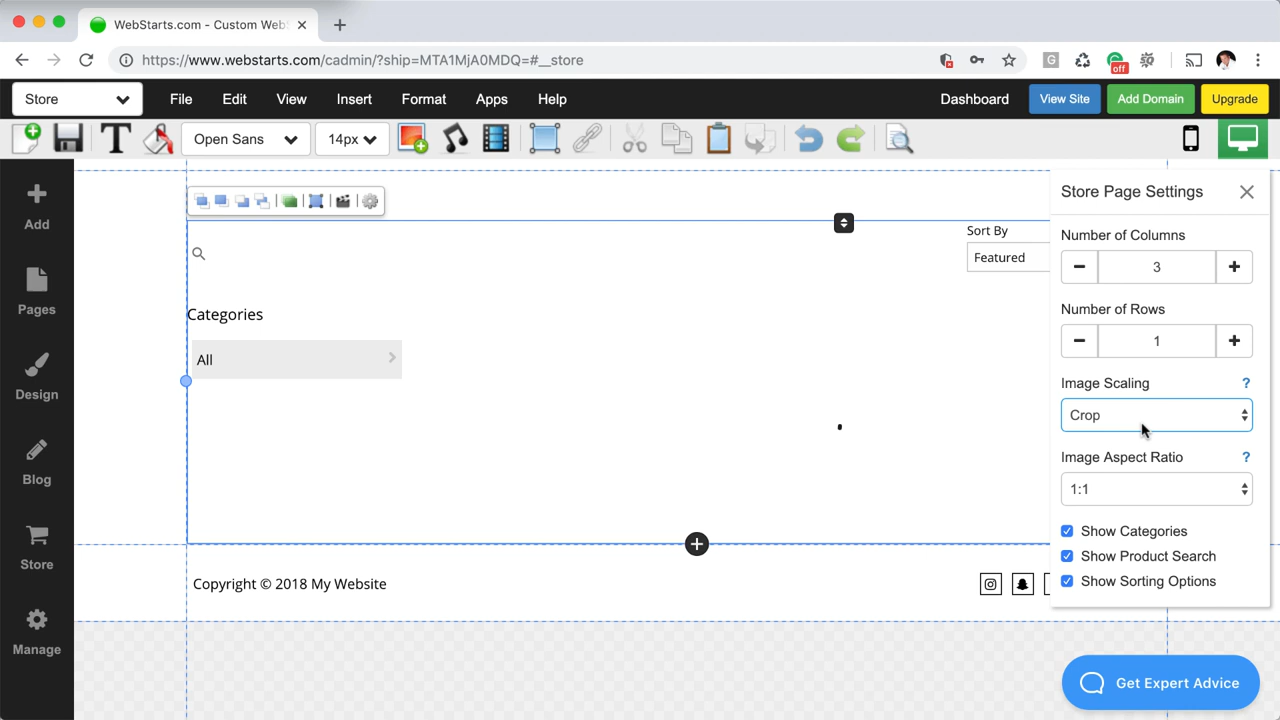 WebStarts.com - Custom Webs
https://www.webstarts.com/cadmin/?ship=MTA1MjA0MDQ=#__store
G
off
Store
File
Edit
View
Insert
Format
Apps
Help
Dashboard
View Site
Add Domain
Upgrade
T
Open Sans
14px
Add
Pages
Design
Blog
Store
Manage
Sort By
Featured
Categories
All
Copyright © 2018 My Website
Store Page Settings
Number of Columns
3
Number of Rows
1
Image Scaling ?
Crop
Image Aspect Ratio ?
1:1
Show Categories
Show Product Search
Show Sorting Options
Get Expert Advice